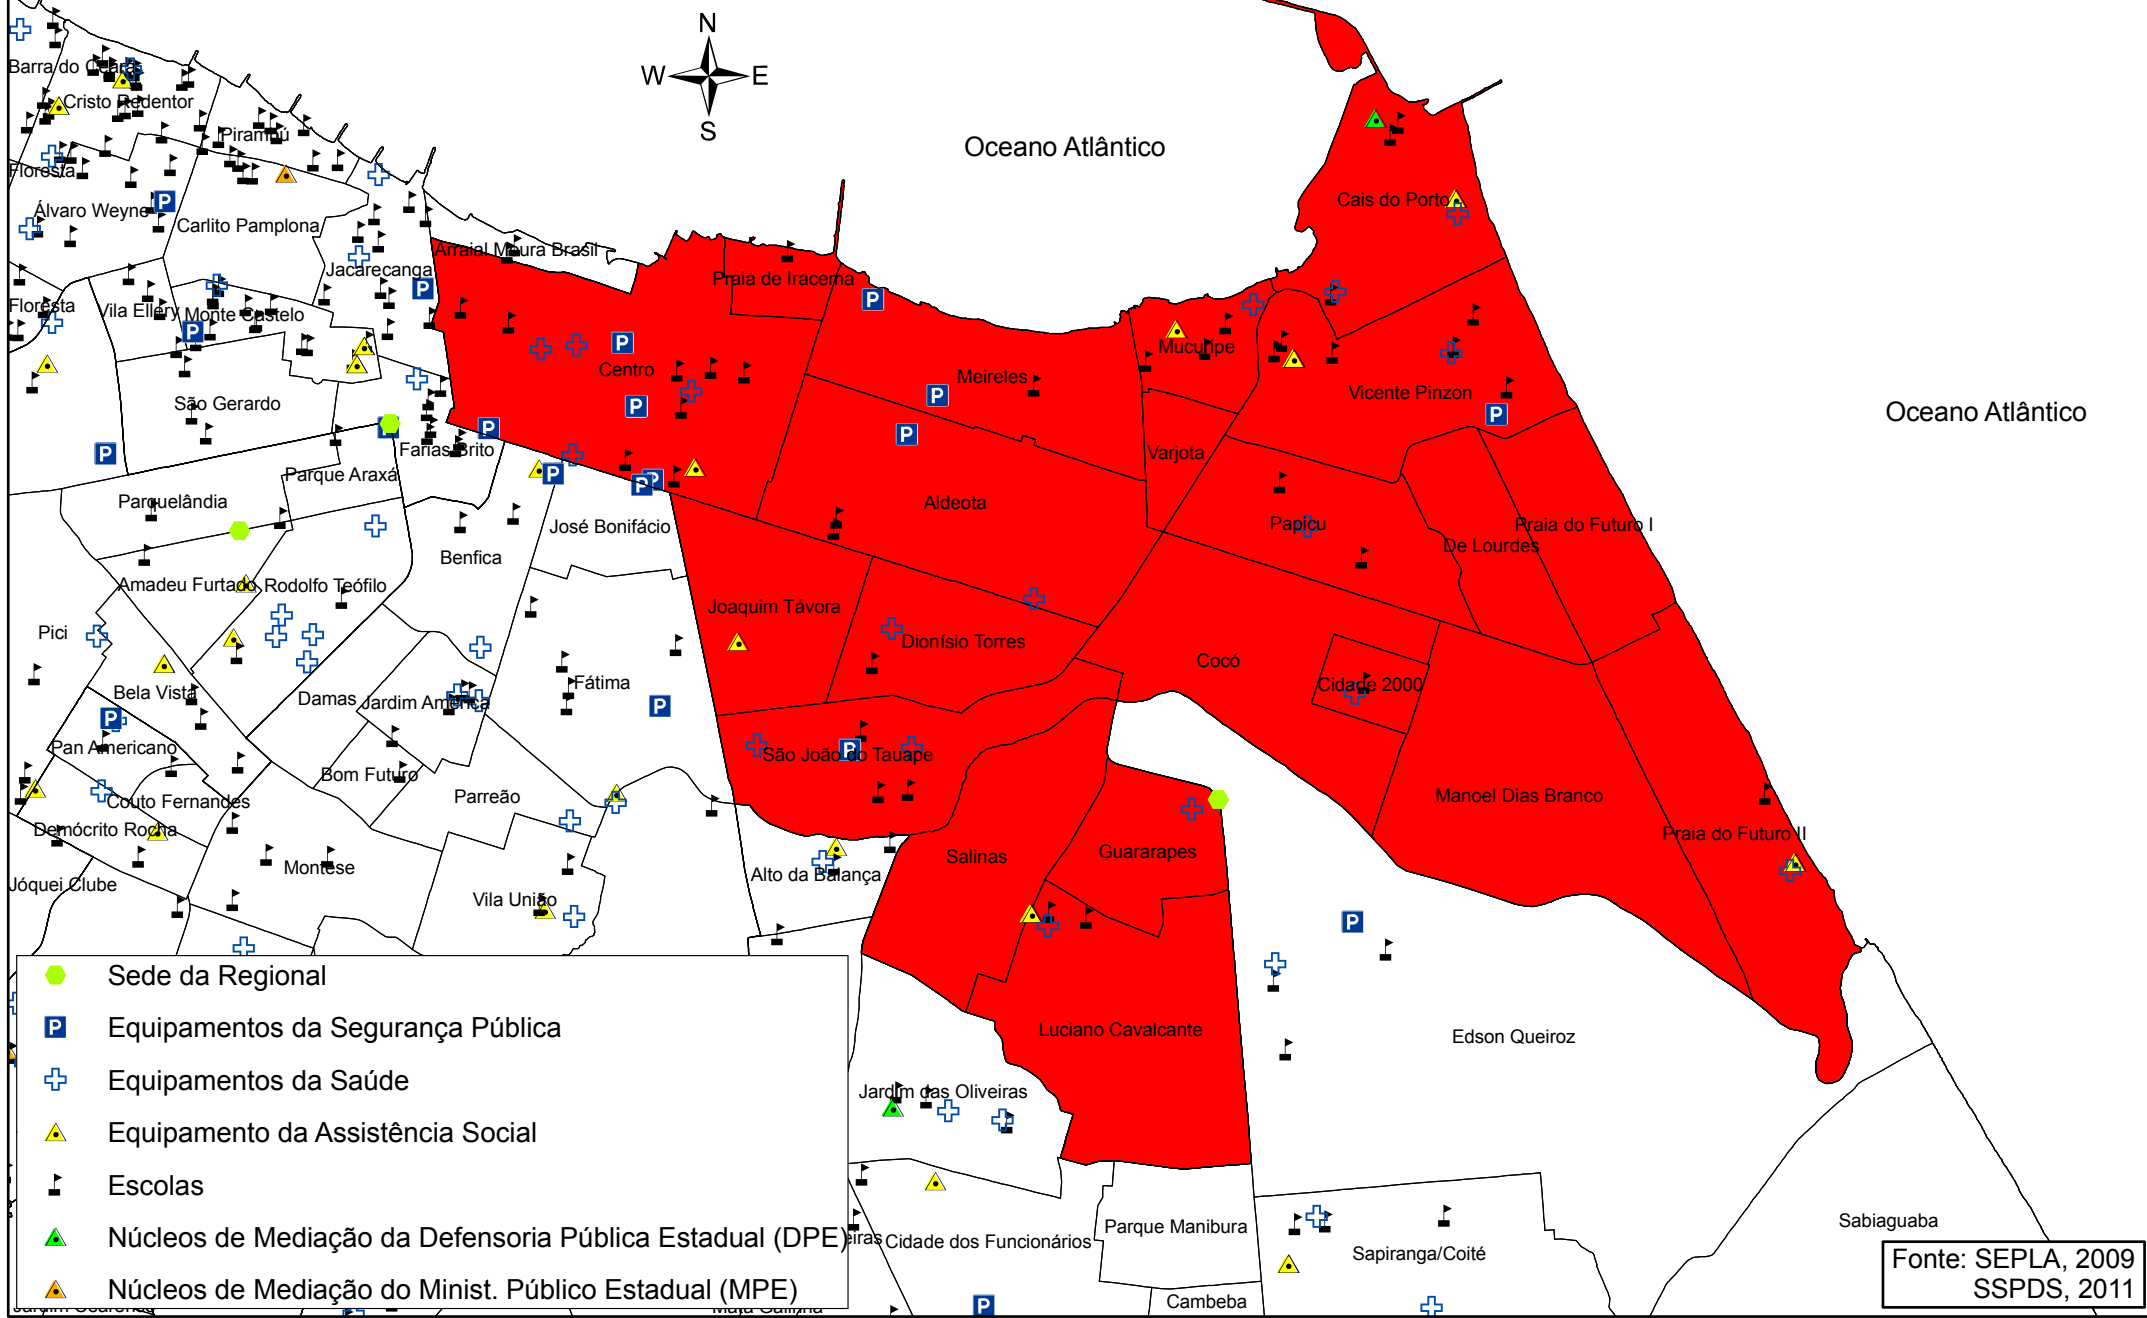 N
W
E
S
Oceano Atlântico
Barra do Ceará
Cristo Redentor
Pirambú
Floresta
Álvaro Weyne
Carlito Pamplona
Cais do Porto
Arraial Moura Brasil
Jacarecanga
Praia de Iracema
Floresta
Vila Ellery
Monte Castelo
Mucuripe
Centro
Meireles
Vicente Pinzon
São Gerardo
Oceano Atlântico
Farias Brito
Varjota
Parque Araxá
Parquelândia
Aldeota
José Bonifácio
Papicu
Praia do Futuro I
De Lourdes
Benfica
Amadeu Furtado
Rodolfo Teófilo
Joaquim Távora
Pici
Dionísio Torres
Cocó
Fátima
Cidade 2000
Bela Vista
Damas
Jardim América
Pan Americano
São João do Tauape
Bom Futuro
Parreão
Manoel Dias Branco
Couto Fernandes
Demócrito Rocha
Praia do Futuro II
Salinas
Guararapes
Montese
Alto da Balança
Jóquei Clube
Vila União
Luciano Cavalcante
Edson Queiroz
Jardim das Oliveiras
Sede da Regional
P Equipamentos da Segurança Pública
Equipamentos da Saúde
Equipamento da Assistência Social
Escolas
Núcleos de Mediação da Defensoria Pública Estadual (DPE)
Núcleos de Mediação do Minist. Público Estadual (MPE)
Cidade dos Funcionários
Parque Manibura
Sapiranga/Coité
Sabiaguaba
Cambeba
Fonte: SEPLA, 2009
SSPDS, 2011